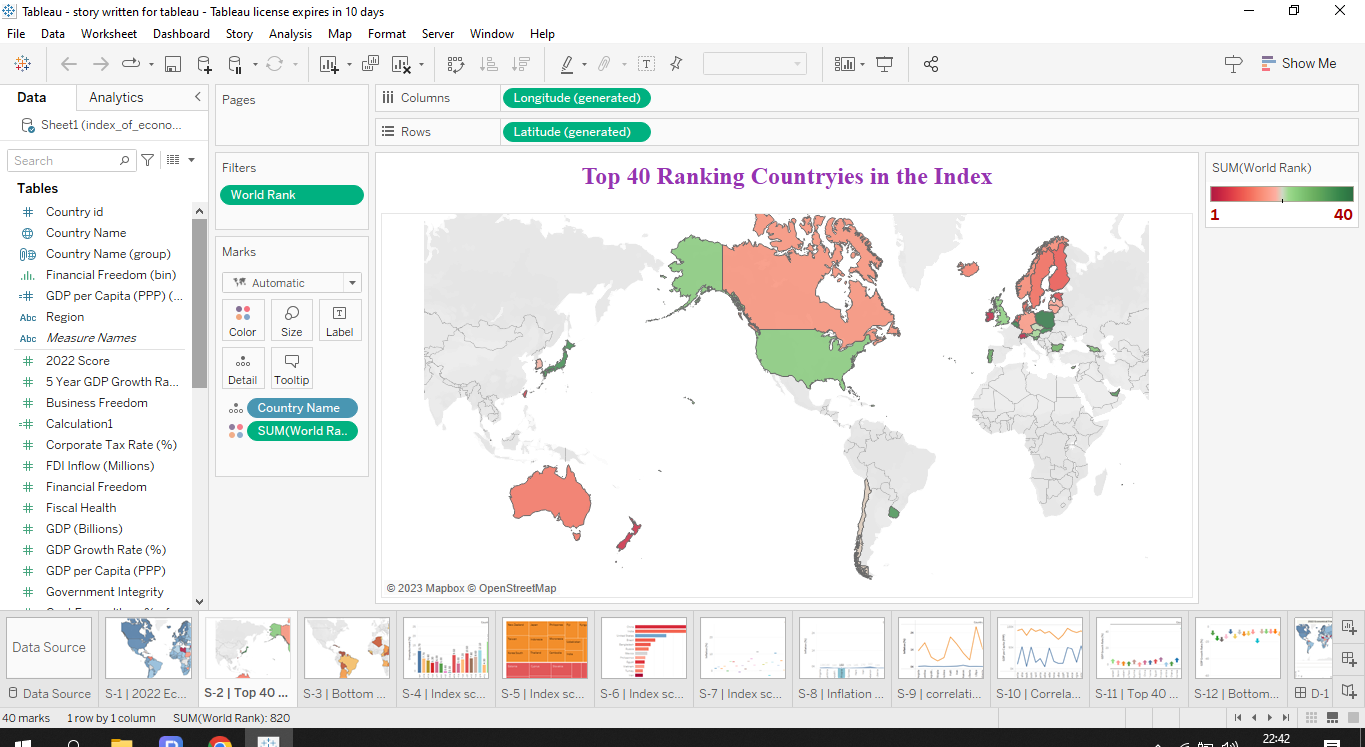 Tableau - story written for tableau - Tableau license expires in 10 days
File Data Worksheet Dashboard Story Analysis Map Format Server Window Help
Show Me
Data Analytics
Sheet1 (index_of_econo...
Search
Tables
Country id
Country Name
Country Name (group)
Financial Freedom (bin)
GDP per Capita (PPP) (...
Abc Region
Abc Measure Names
2022 Score
5 Year GDP Growth Ra...
Business Freedom
Calculation1
Corporate Tax Rate (%)
FDI Inflow (Millions)
Financial Freedom
Fiscal Health
GDP (Billions)
GDP Growth Rate (%)
GDP per Capita (PPP)
Government Integrity
Pages
Filters
World Rank
Marks
Automatic
Color Size Label
Detail Tooltip
Country Name
SUM(World Ra..
Columns Longitude (generated)
Rows Latitude (generated)
Top 40 Ranking Countryies in the Index
© 2023 Mapbox © OpenStreetMap
SUM(World Rank)
1 40
Data Source
Data Source S-1 | 2022 Ec... S-2 | Top 40 ... S-3 | Bottom ... S-4 | Index sc... S-5 | Index sc... S-6 | Index sc... S-7 | Index sc... S-8 | Inflation ... S-9 | correlati... S-10 | Correla... S-11 | Top 40 ... S-12 | Bottom... D-1
40 marks 1 row by 1 column SUM(World Rank): 820
22:42